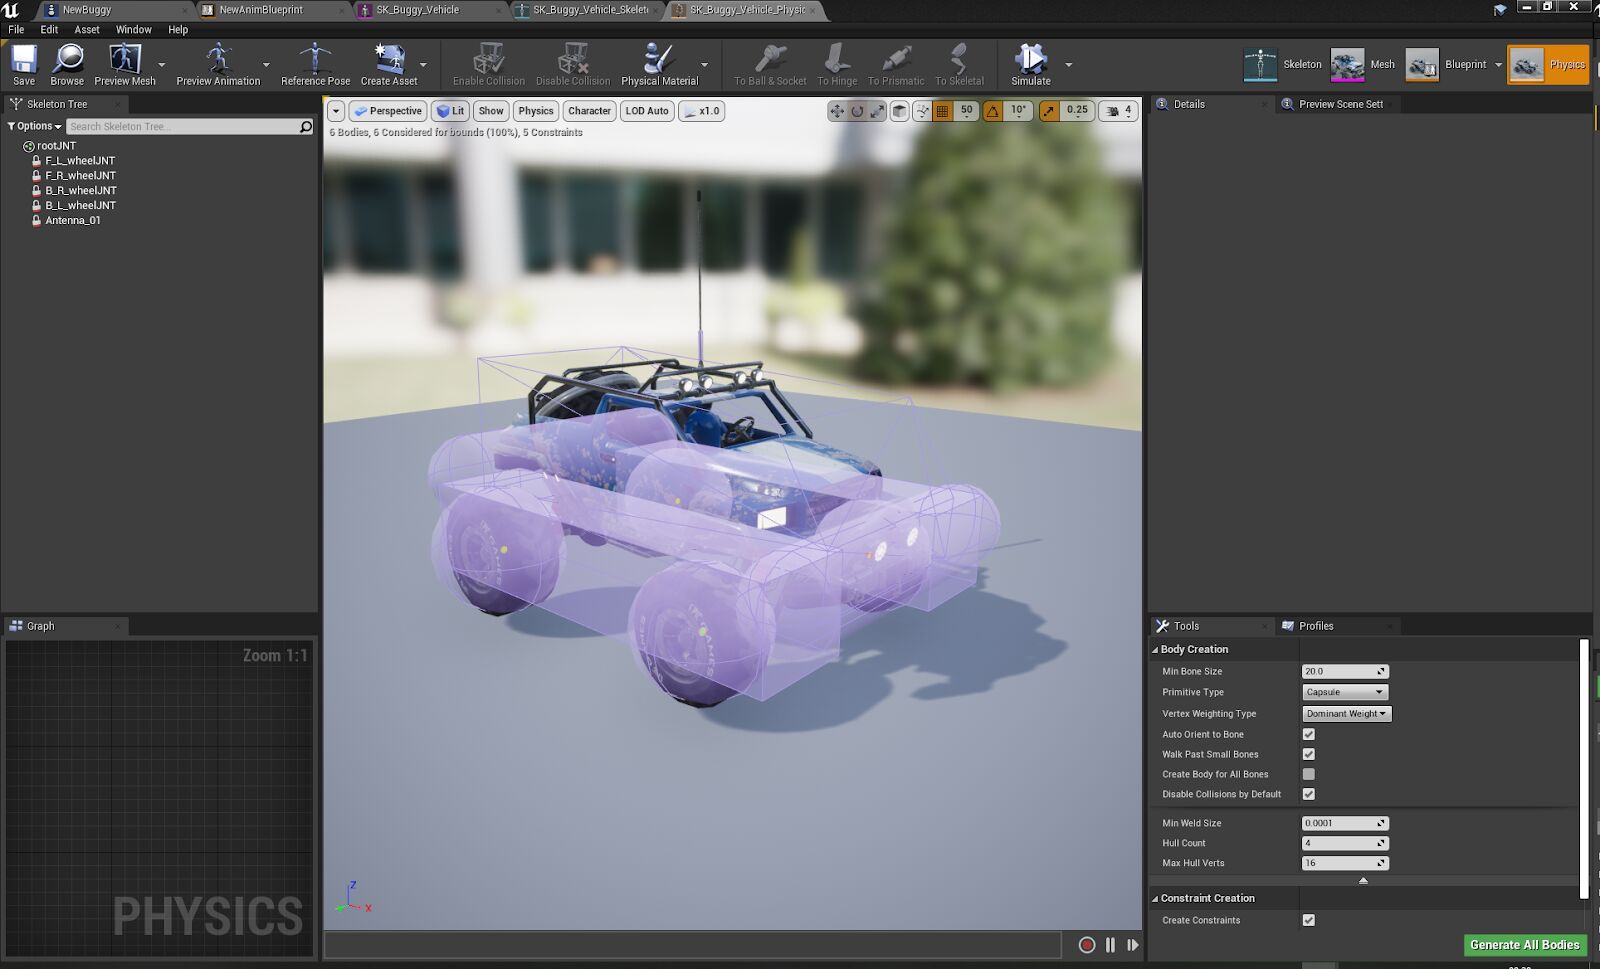 NewBuggy
NewAnimBlueprint
SK_Buggy_Vehicle
SK_Buggy_Vehicle_Skelet
SK_Buggy_Vehicle_Physic
File Edit Asset Window Help
Save
Browse
Preview Mesh
Preview Animation
Reference Pose
Create Asset
Enable Collision
Disable Collision
Physical Material
To Ball & Socket
To Hinge
To Prismatic
To Skeletal
Simulate
Skeleton
Mesh
Blueprint
Physics
Skeleton Tree
Options
Search Skeleton Tree...
rootJNT
F_L_wheelJNT
F_R_wheelJNT
B_R_wheelJNT
B_L_wheelJNT
Antenna_01
Perspective
Lit
Show
Physics
Character
LOD Auto
x1.0
50
10°
0.25
4
6 Bodies, 6 Considered for bounds (100%), 5 Constraints
Z
X
Details
Preview Scene Sett
Graph
Zoom 1:1
PHYSICS
Tools
Profiles
Body Creation
Min Bone Size 20.0
Primitive Type Capsule
Vertex Weighting Type Dominant Weight
Auto Orient to Bone
Walk Past Small Bones
Create Body for All Bones
Disable Collisions by Default
Min Weld Size 0.0001
Hull Count 4
Max Hull Verts 16
Constraint Creation
Create Constraints
Generate All Bodies